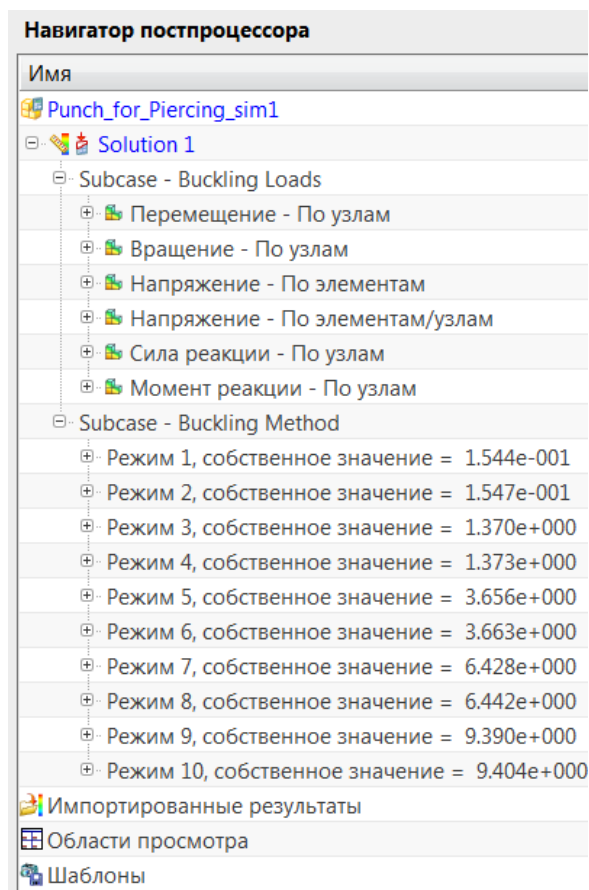 Навигатор постпроцессора
Имя
Punch_for_Piercing_sim1
Solution 1
Subcase - Buckling Loads
Перемещение - По узлам
Вращение - По узлам
Напряжение - По элементам
Напряжение - По элементам/узлам
Сила реакции - По узлам
Момент реакции - По узлам
Subcase - Buckling Method
Режим 1, собственное значение = 1.544e-001
Режим 2, собственное значение = 1.547e-001
Режим 3, собственное значение = 1.370e+000
Режим 4, собственное значение = 1.373e+000
Режим 5, собственное значение = 3.656e+000
Режим 6, собственное значение = 3.663e+000
Режим 7, собственное значение = 6.428e+000
Режим 8, собственное значение = 6.442e+000
Режим 9, собственное значение = 9.390e+000
Режим 10, собственное значение = 9.404e+000
Импортированные результаты
Области просмотра
Шаблоны